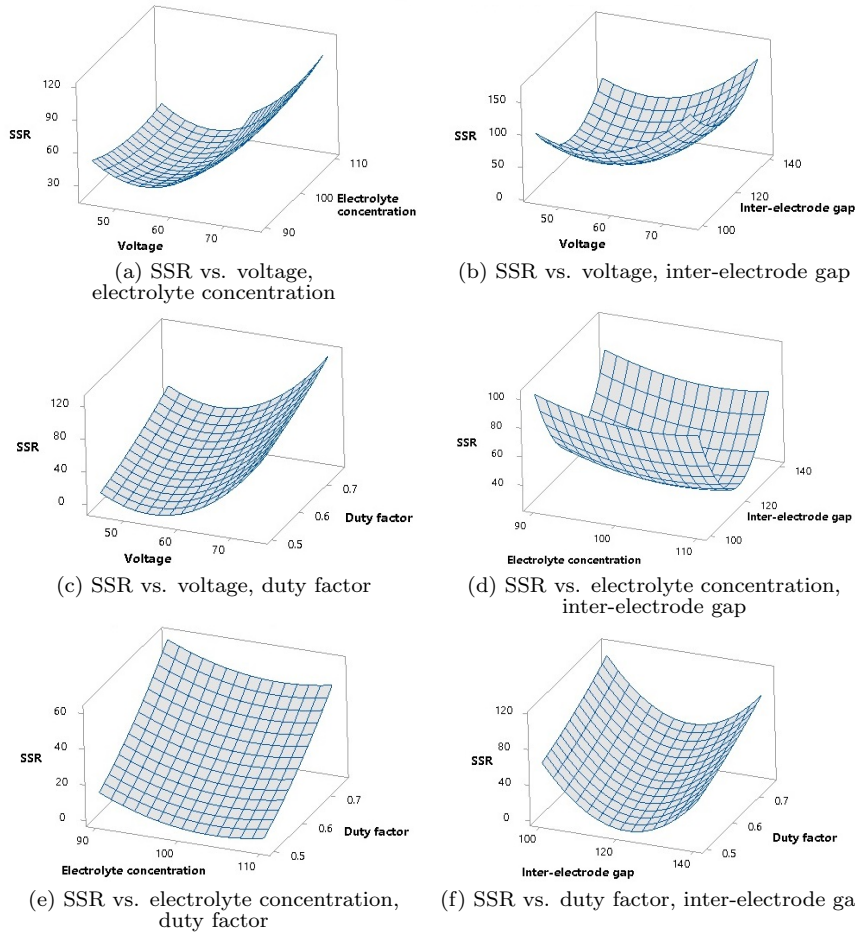 120
90
60
30
SSR
50
60
70
Voltage
90
100
110
Electrolyte
concentration
(a) SSR vs. voltage,
electrolyte concentration
150
100
50
0
SSR
50
60
70
Voltage
100
120
140
Inter-electrode gap
(b) SSR vs. voltage, inter-electrode gap
120
80
40
0
SSR
50
60
70
Voltage
0.5
0.6
0.7
Duty factor
(c) SSR vs. voltage, duty factor
100
80
60
40
SSR
90
100
110
Electrolyte concentration
100
120
140
Inter-electrode gap
(d) SSR vs. electrolyte concentration,
inter-electrode gap
60
40
20
0
SSR
90
100
110
Electrolyte concentration
0.5
0.6
0.7
Duty factor
(e) SSR vs. electrolyte concentration,
duty factor
120
80
40
0
SSR
100
120
140
Inter-electrode gap
0.5
0.6
0.7
Duty factor
(f) SSR vs. duty factor, inter-electrode ga